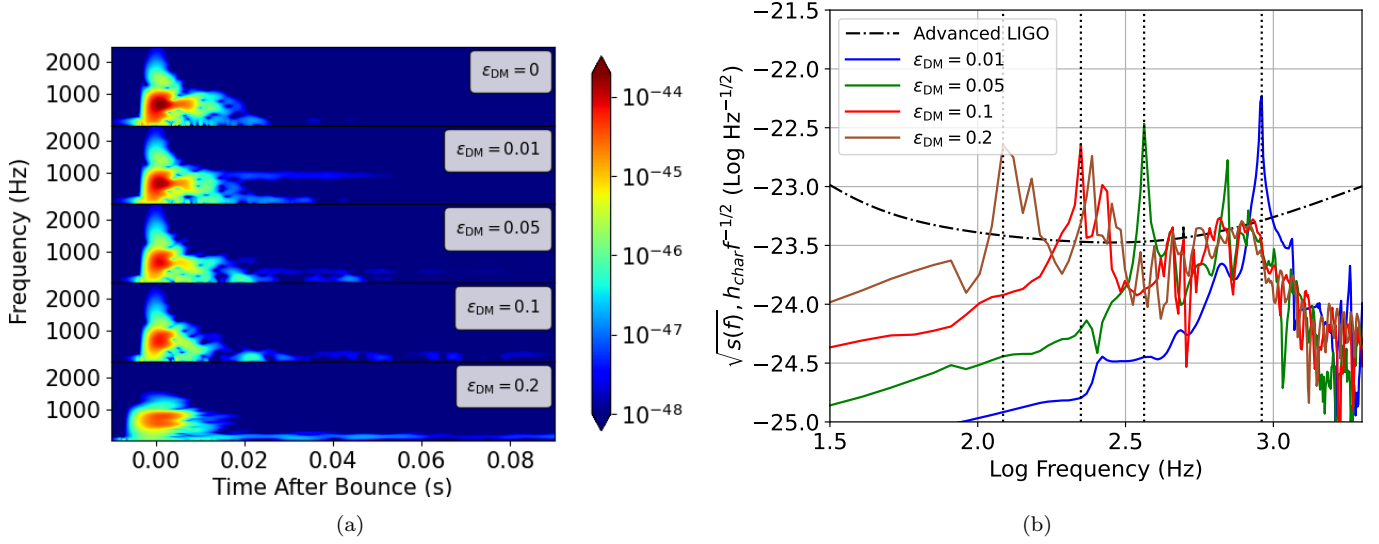 2000
1000
ε_DM = 0
2000
1000
ε_DM = 0.01
2000
1000
ε_DM = 0.05
2000
1000
ε_DM = 0.1
2000
1000
ε_DM = 0.2
Frequency (Hz)
0.00 0.02 0.04 0.06 0.08
Time After Bounce (s)
10^−44
10^−45
10^−46
10^−47
10^−48
(a)
−21.5
−22.0
−22.5
−23.0
−23.5
−24.0
−24.5
−25.0
√s(f), h_char f^−1/2 (Log Hz^−1/2)
Advanced LIGO
ε_DM = 0.01
ε_DM = 0.05
ε_DM = 0.1
ε_DM = 0.2
1.5 2.0 2.5 3.0
Log Frequency (Hz)
(b)